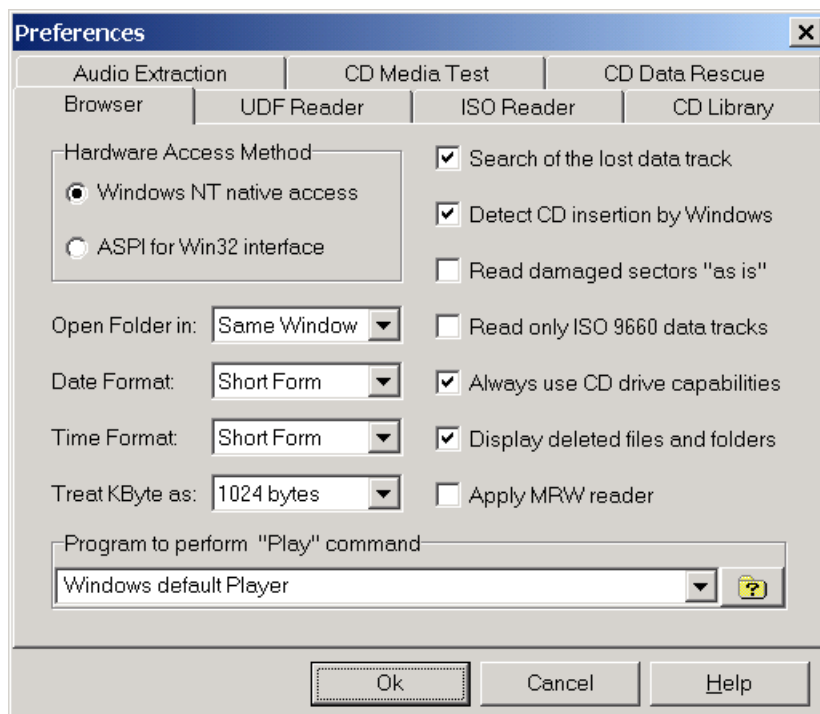 Preferences
Audio Extraction CD Media Test CD Data Rescue
Browser UDF Reader ISO Reader CD Library
Hardware Access Method
Windows NT native access
ASPI for Win32 interface
Open Folder in: Same Window
Date Format: Short Form
Time Format: Short Form
Treat KByte as: 1024 bytes
Search of the lost data track
Detect CD insertion by Windows
Read damaged sectors "as is"
Read only ISO 9660 data tracks
Always use CD drive capabilities
Display deleted files and folders
Apply MRW reader
Program to perform "Play" command
Windows default Player
Ok Cancel Help